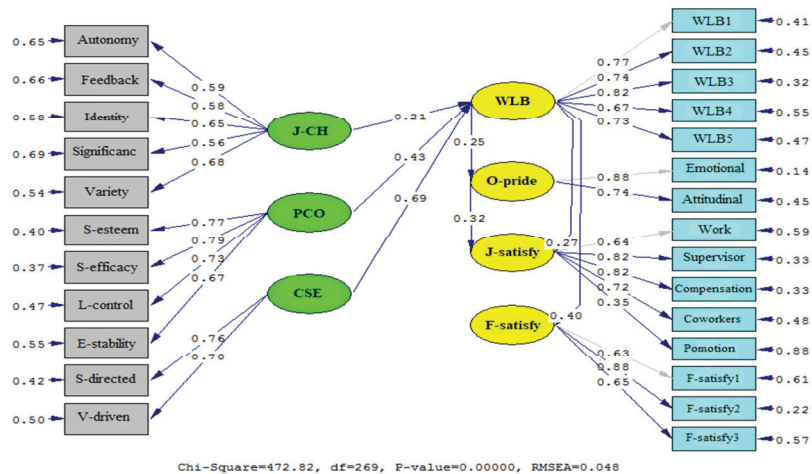 0.65 Autonomy
0.66 Feedback
Identity
0.69 Significanc
0.54 Variety
0.40 S-esteem
0.37 S-efficacy
0.47 L-control
0.55 E-stability
0.42 S-directed
0.50 V-driven
0.59
0.58
0.65
0.56
0.68
0.77
0.79
0.73
0.67
0.76
J-CH
PCO
CSE
0.21
0.43
0.69
WLB
O-pride
J-satisfy
F-satisfy
0.25
0.32
0.27
0.40
0.77
0.74
0.82
0.67
0.73
0.88
0.74
0.64
0.82
0.82
0.72
0.35
0.63
0.88
0.65
WLB1 0.41
WLB2 0.45
WLB3 0.32
WLB4 0.55
WLB5 0.47
Emotional 0.14
Attitudinal 0.45
Work 0.59
Supervisor 0.33
Compensation 0.33
Coworkers 0.48
Pomotion 0.88
F-satisfy1 0.61
F-satisfy2 0.22
F-satisfy3 0.57
Chi-Square=472.82, df=269, P-value=0.00000, RMSEA=0.048